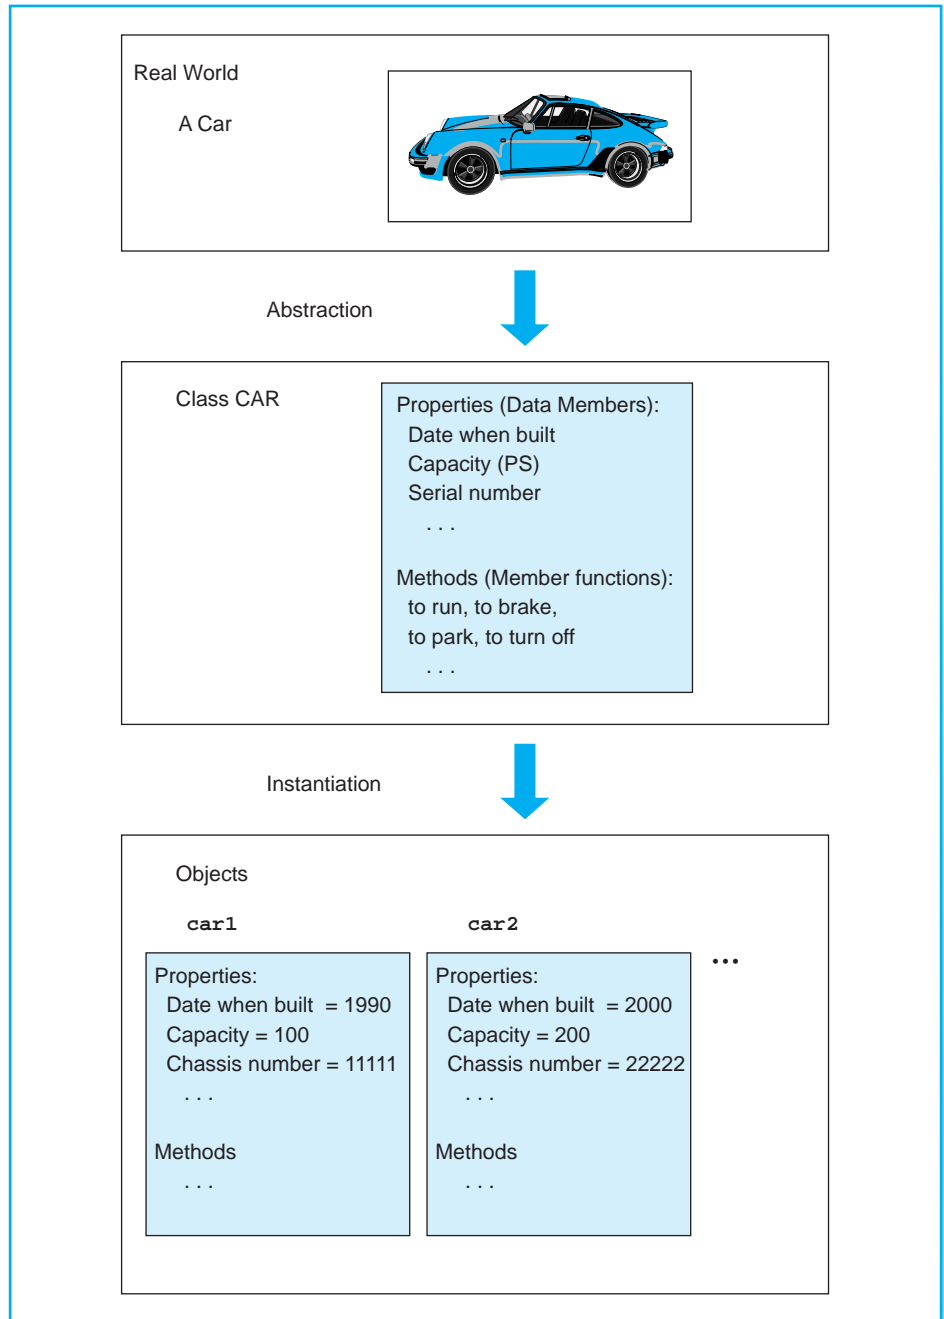 Real World
A Car
Abstraction
Class CAR
Properties (Data Members):
Date when built
Capacity (PS)
Serial number
. . .
Methods (Member functions):
to run, to brake,
to park, to turn off
. . .
Instantiation
Objects
car1
Properties:
Date when built = 1990
Capacity = 100
Chassis number = 11111
. . .
Methods
. . .
car2
Properties:
Date when built = 2000
Capacity = 200
Chassis number = 22222
. . .
Methods
. . .
...